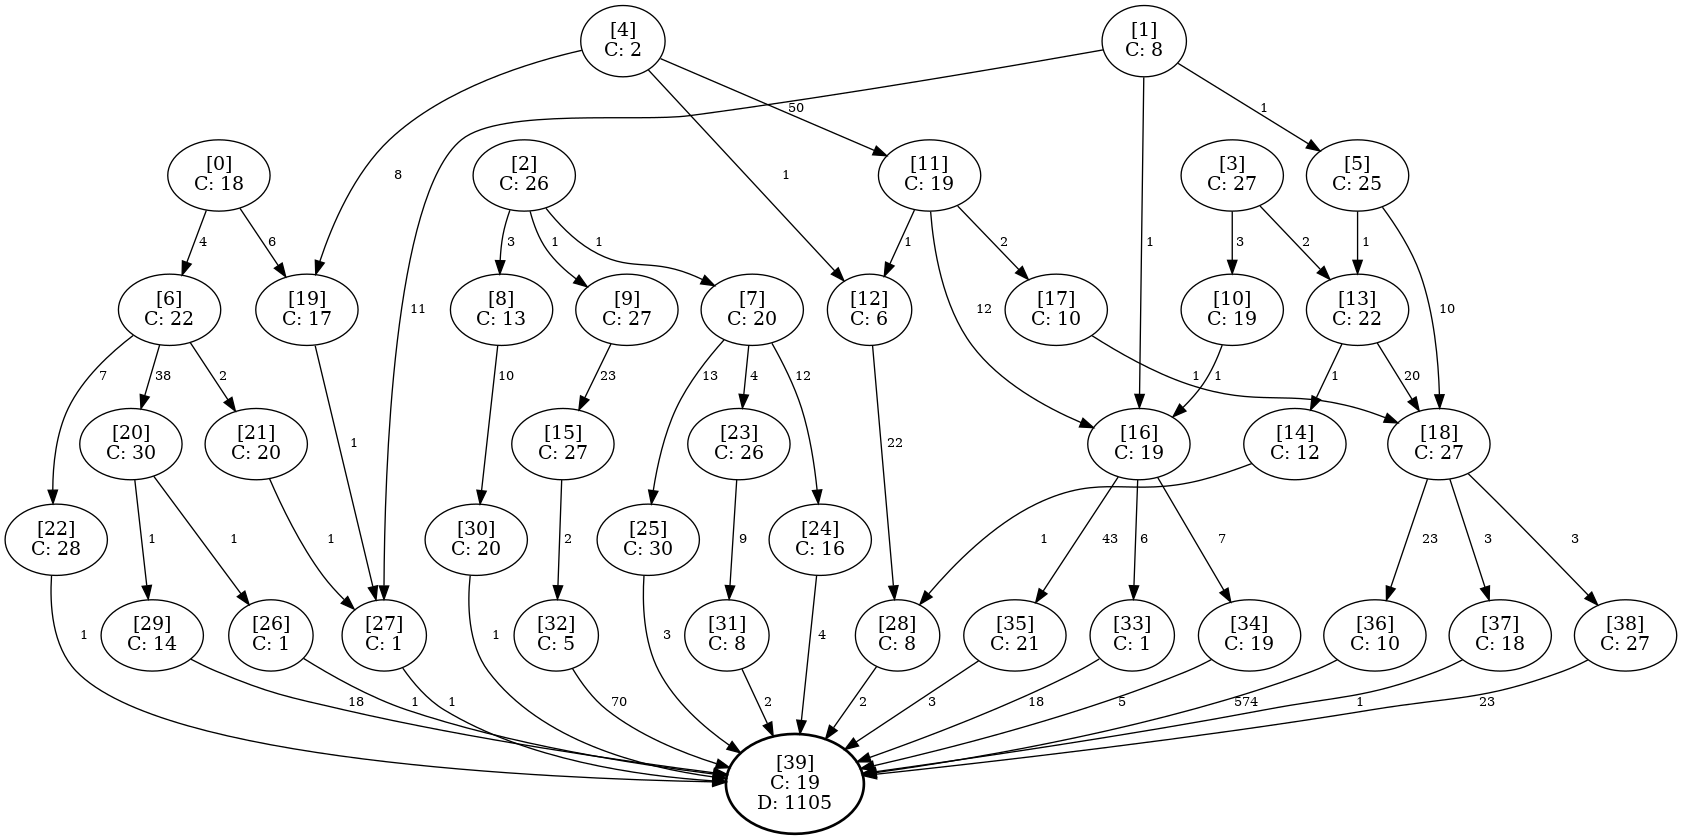 [4]
C: 2
[1]
C: 8
50
1
[0]
C: 18
8
[2]
C: 26
1
[11]
C: 19
[3]
C: 27
[5]
C: 25
4
6
3
1
1
1
2
1
3
2
1
[6]
C: 22
[19]
C: 17
11
[8]
C: 13
[9]
C: 27
[7]
C: 20
[12]
C: 6
12
[17]
C: 10
[10]
C: 19
[13]
C: 22
10
7
38
2
10
23
13
4
12
1
1
1
20
[20]
C: 30
[21]
C: 20
1
[15]
C: 27
[23]
C: 26
22
[16]
C: 19
[14]
C: 12
[18]
C: 27
[22]
C: 28
1
1
1
[30]
C: 20
2
[25]
C: 30
9
[24]
C: 16
1
43
6
7
23
3
3
1
[29]
C: 14
[26]
C: 1
[27]
C: 1
1
[32]
C: 5
3
[31]
C: 8
4
[28]
C: 8
[35]
C: 21
[33]
C: 1
[34]
C: 19
[36]
C: 10
[37]
C: 18
[38]
C: 27
18
1
1
70
2
2
3
18
5
574
1
23
[39]
C: 19
D: 1105